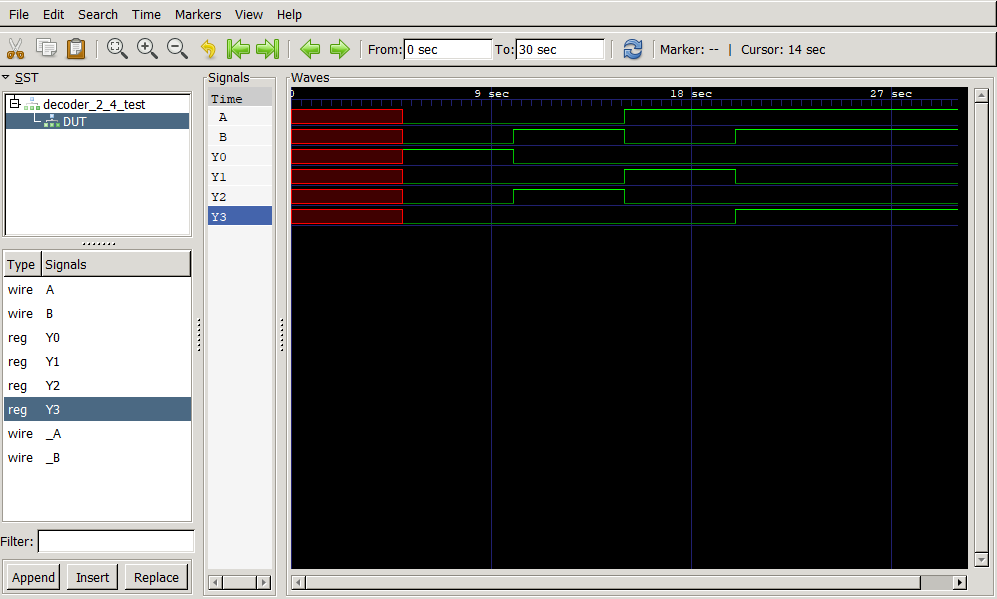 File Edit Search Time Markers View Help
From: 0 sec To: 30 sec Marker: -- | Cursor: 14 sec
SST
decoder_2_4_test
DUT
Type Signals
wire A
wire B
reg Y0
reg Y1
reg Y2
reg Y3
wire _A
wire _B
Filter:
Append Insert Replace
Signals
Time
A
B
Y0
Y1
Y2
Y3
Waves
0 9 sec 18 sec 27 sec